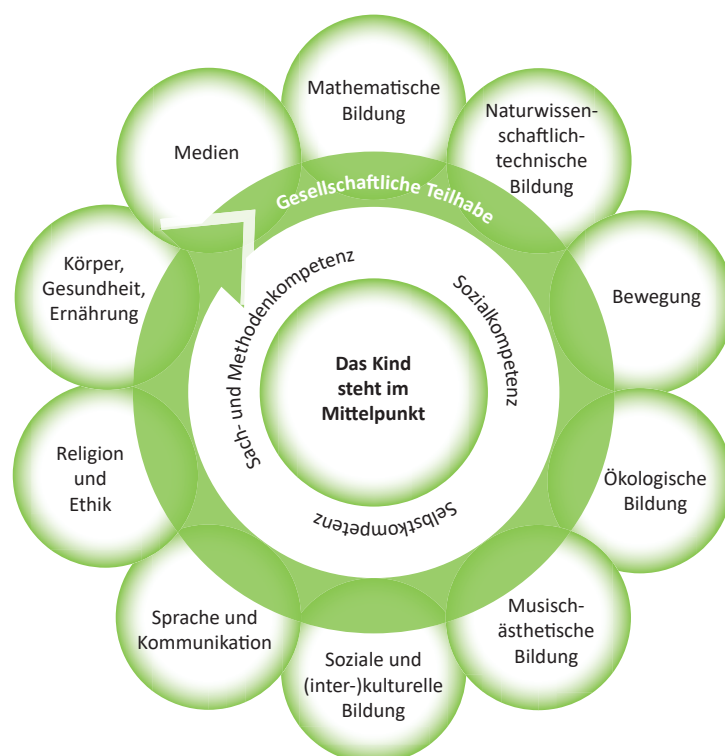 Mathematische
Bildung
Naturwissen-
schaftlich-
technische
Bildung
Bewegung
Ökologische
Bildung
Musisch-
ästhetische
Bildung
Soziale und
(inter-)kulturelle
Bildung
Sprache und
Kommunikation
Religion
und
Ethik
Körper,
Gesundheit,
Ernährung
Medien
Gesellschaftliche Teilhabe
Sach- und Methodenkompetenz
Sozialkompetenz
Selbstkompetenz
Das Kind
steht im
Mittelpunkt